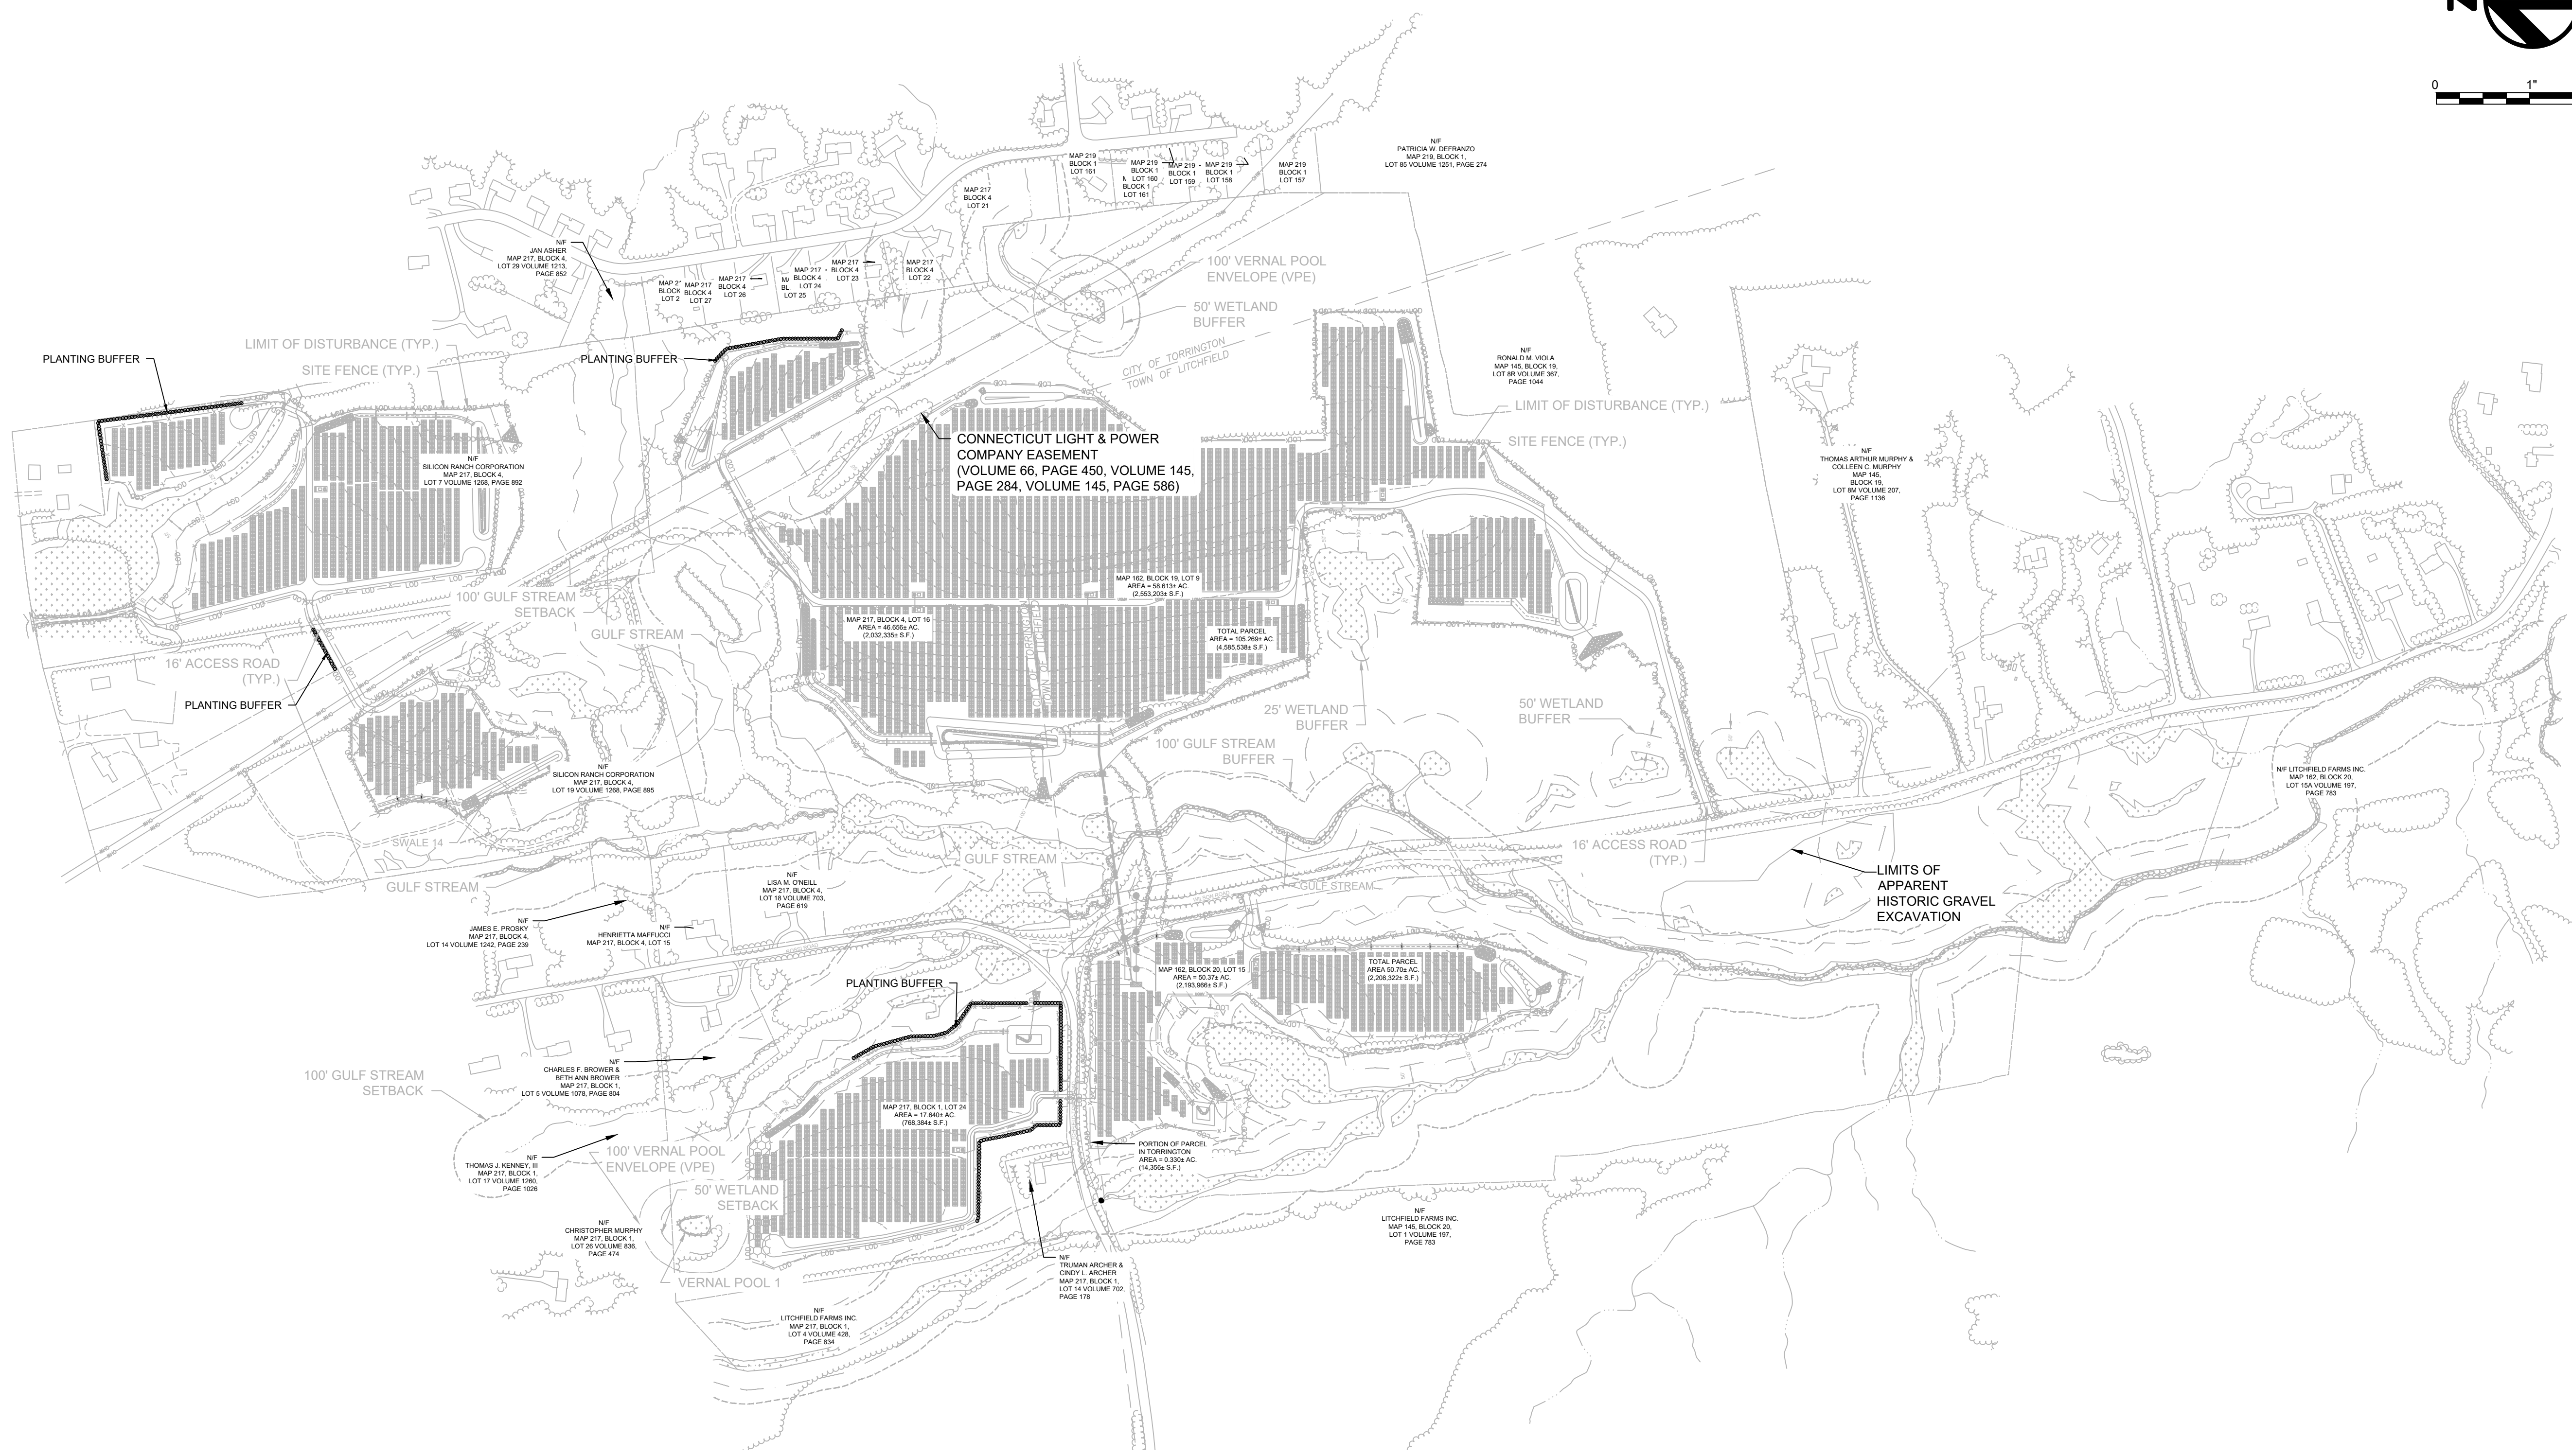 0 1"
N/F
PATRICIA W. DEFRANZO
MAP 219, BLOCK 1,
LOT 85 VOLUME 1251, PAGE 274
MAP 219
BLOCK 1
LOT 161
MAP 219
BLOCK 1
LOT 160
BLOCK 1
LOT 161
MAP 219
BLOCK 1
LOT 159
MAP 219
BLOCK 1
LOT 158
MAP 219
BLOCK 1
LOT 157
MAP 217
BLOCK 4
LOT 21
N/F
JAN ASHER
MAP 217, BLOCK 4,
LOT 29 VOLUME 1213,
PAGE 852
MAP 217
BLOCK 4
LOT 27
MAP 217
BLOCK 4
LOT 26
LOT 25
MAP 217
BLOCK 4
LOT 24
MAP 217
BLOCK 4
LOT 23
MAP 217
BLOCK 4
LOT 22
100' VERNAL POOL
ENVELOPE (VPE)
50' WETLAND
BUFFER
CITY OF TORRINGTON
TOWN OF LITCHFIELD
LIMIT OF DISTURBANCE (TYP.)
SITE FENCE (TYP.)
PLANTING BUFFER
PLANTING BUFFER
N/F
RONALD M. VIOLA
MAP 145, BLOCK 19,
LOT 8R VOLUME 367,
PAGE 1044
LIMIT OF DISTURBANCE (TYP.)
SITE FENCE (TYP.)
CONNECTICUT LIGHT & POWER
COMPANY EASEMENT
(VOLUME 66, PAGE 450, VOLUME 145,
PAGE 284, VOLUME 145, PAGE 586)
N/F
SILICON RANCH CORPORATION
MAP 217, BLOCK 4,
LOT 7 VOLUME 1268, PAGE 892
N/F
THOMAS ARTHUR MURPHY &
COLLEEN C. MURPHY
MAP 145,
BLOCK 19,
LOT 8M VOLUME 207,
PAGE 1136
100' GULF STREAM
SETBACK
GULF STREAM
MAP 162, BLOCK 19, LOT 9
AREA = 58.613± AC.
(2,553,203± S.F.)
MAP 217, BLOCK 4, LOT 16
AREA = 46.656± AC.
(2,032,335± S.F.)
TOTAL PARCEL
AREA = 105.269± AC.
(4,585,538± S.F.)
CITY OF TORRINGTON
TOWN OF LITCHFIELD
16' ACCESS ROAD
(TYP.)
PLANTING BUFFER
25' WETLAND
BUFFER
50' WETLAND
BUFFER
100' GULF STREAM
BUFFER
N/F
SILICON RANCH CORPORATION
MAP 217, BLOCK 4,
LOT 19 VOLUME 1268, PAGE 895
N/F LITCHFIELD FARMS INC.
MAP 162, BLOCK 20,
LOT 15A VOLUME 197,
PAGE 783
SWALE 14
GULF STREAM
GULF STREAM
GULF STREAM
16' ACCESS ROAD
(TYP.)
LIMITS OF
APPARENT
HISTORIC GRAVEL
EXCAVATION
N/F
LISA M. O'NEILL
MAP 217, BLOCK 4,
LOT 18 VOLUME 703,
PAGE 619
N/F
JAMES E. PROSKY
MAP 217, BLOCK 4,
LOT 14 VOLUME 1242, PAGE 239
N/F
HENRIETTA MAFFUCCI
MAP 217, BLOCK 4, LOT 15
PLANTING BUFFER
MAP 162, BLOCK 20, LOT 15
AREA = 50.37± AC.
(2,193,966± S.F.)
TOTAL PARCEL
AREA 50.70± AC.
(2,208,322± S.F.)
100' GULF STREAM
SETBACK
N/F
CHARLES F. BROWER &
BETH ANN BROWER
MAP 217, BLOCK 1,
LOT 5 VOLUME 1078, PAGE 804
MAP 217, BLOCK 1, LOT 24
AREA = 17.640± AC.
(768,384± S.F.)
N/F
THOMAS J. KENNEY, III
MAP 217, BLOCK 1,
LOT 17 VOLUME 1260,
PAGE 1026
100' VERNAL POOL
ENVELOPE (VPE)
50' WETLAND
SETBACK
PORTION OF PARCEL
IN TORRINGTON
AREA = 0.330± AC.
(14,356± S.F.)
N/F
CHRISTOPHER MURPHY
MAP 217, BLOCK 1,
LOT 26 VOLUME 836,
PAGE 474
VERNAL POOL 1
N/F
TRUMAN ARCHER &
CINDY L. ARCHER
MAP 217, BLOCK 1,
LOT 14 VOLUME 702,
PAGE 178
N/F
LITCHFIELD FARMS INC.
MAP 145, BLOCK 20,
LOT 1 VOLUME 197,
PAGE 783
N/F
LITCHFIELD FARMS INC.
MAP 217, BLOCK 1,
LOT 4 VOLUME 428,
PAGE 834